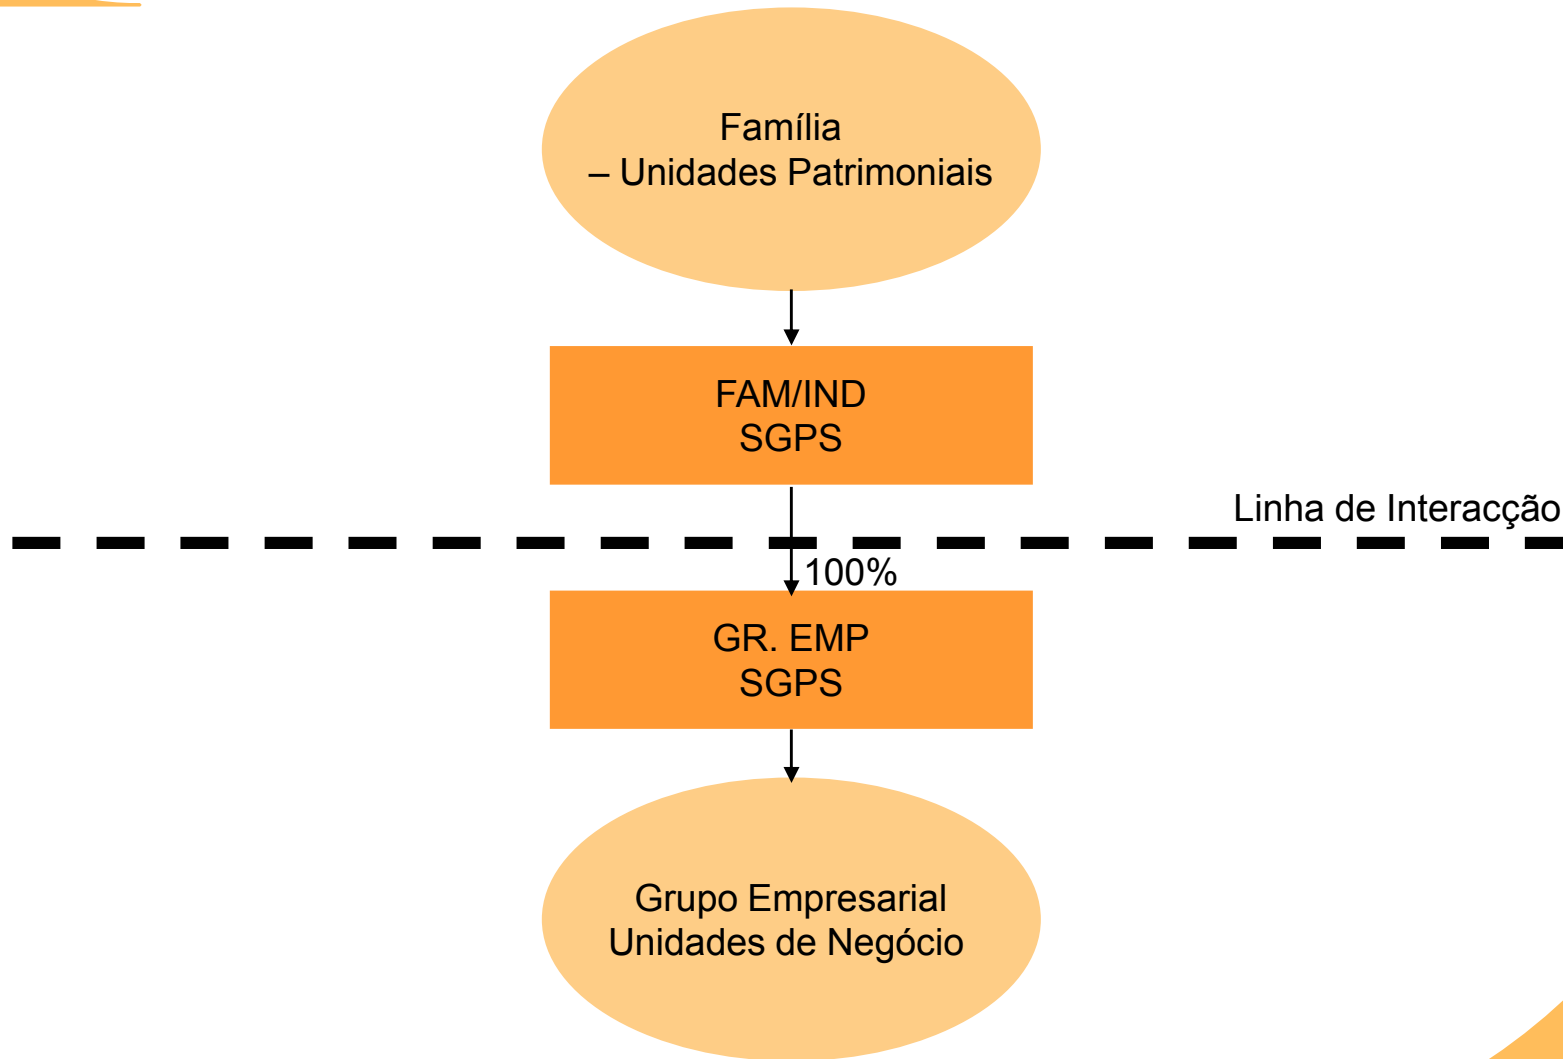 Família
– Unidades Patrimoniais
FAM/IND
SGPS
Linha de Interacção
100%
GR. EMP
SGPS
Grupo Empresarial
Unidades de Negócio